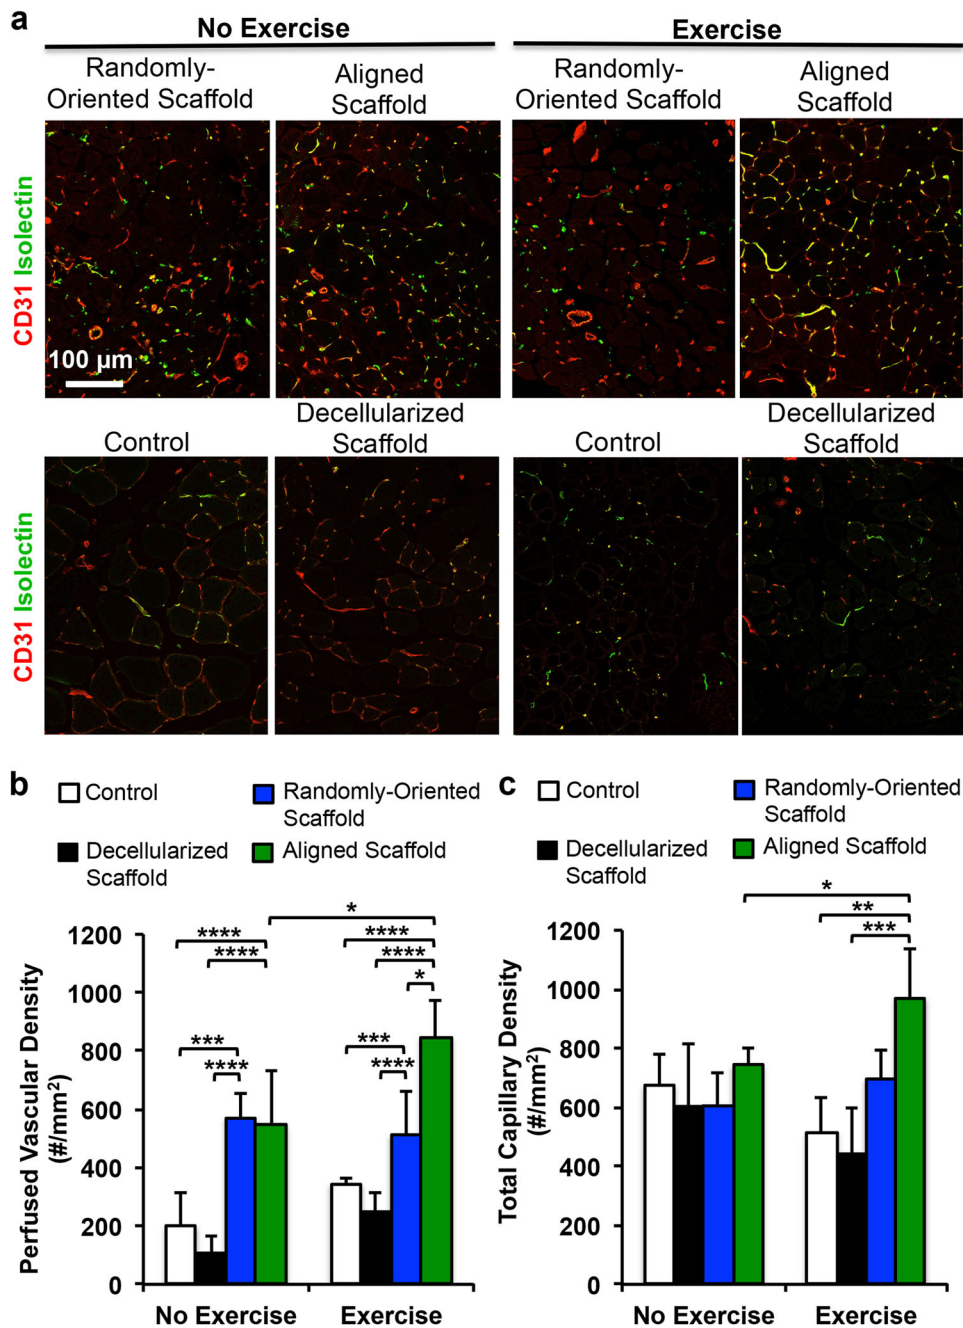 a
No Exercise
Exercise
Randomly-
Oriented Scaffold
Aligned
Scaffold
Randomly-
Oriented Scaffold
Aligned
Scaffold
CD31 Isolectin
100 µm
Control
Decellularized
Scaffold
Control
Decellularized
Scaffold
CD31 Isolectin
b
Control
Randomly-Oriented
Scaffold
Decellularized
Scaffold
Aligned Scaffold
Perfused Vascular Density
(#/mm²)
1200
1000
800
600
400
200
0
****
****
***
****
*
****
****
*
***
****
No Exercise
Exercise
c
Control
Randomly-Oriented
Scaffold
Decellularized
Scaffold
Aligned Scaffold
Total Capillary Density
(#/mm²)
1200
1000
800
600
400
200
0
*
**
***
No Exercise
Exercise